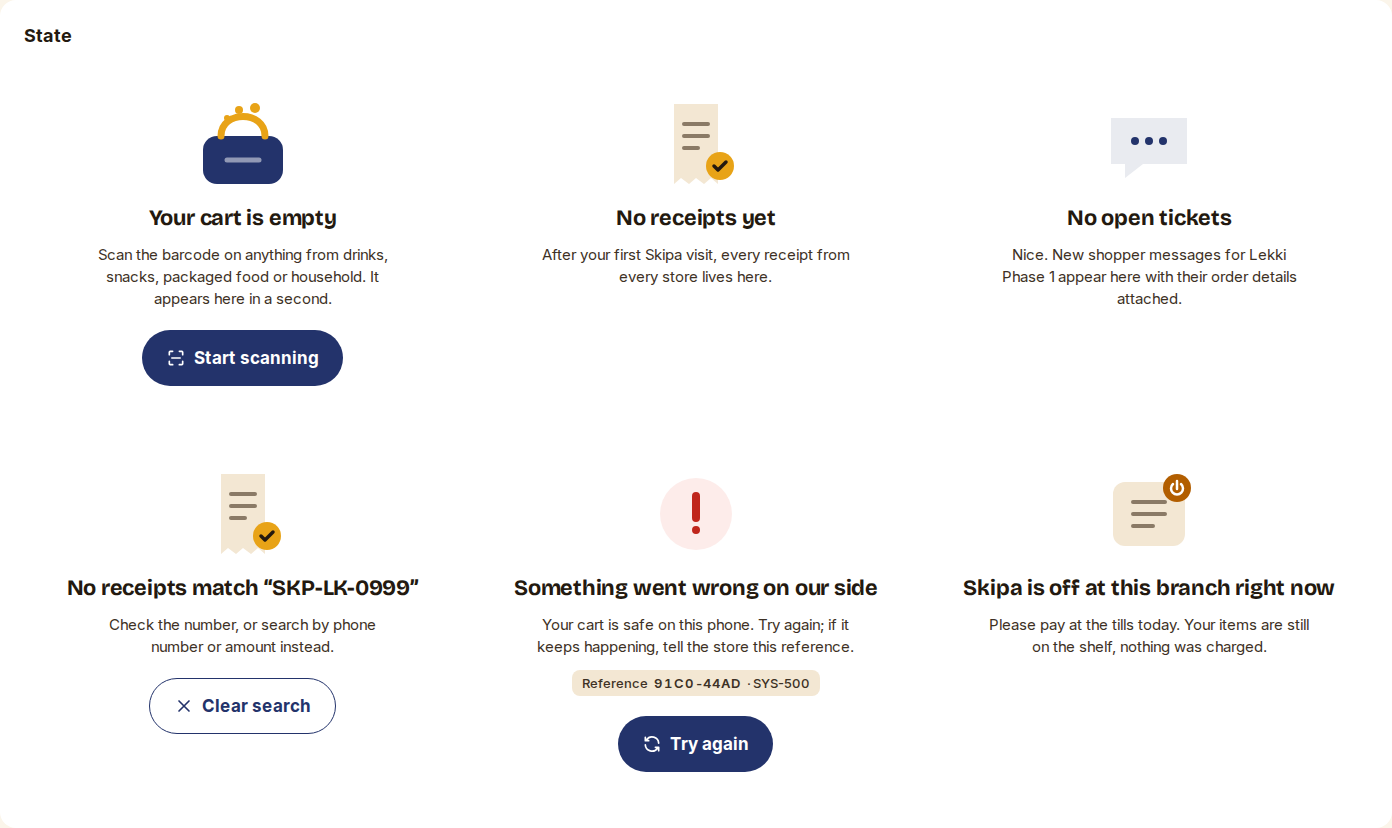 State
Your cart is empty
Scan the barcode on anything from drinks,
snacks, packaged food or household. It
appears here in a second.
Start scanning
No receipts yet
After your first Skipa visit, every receipt from
every store lives here.
No open tickets
Nice. New shopper messages for Lekki
Phase 1 appear here with their order details
attached.
No receipts match “SKP-LK-0999”
Check the number, or search by phone
number or amount instead.
Clear search
Something went wrong on our side
Your cart is safe on this phone. Try again; if it
keeps happening, tell the store this reference.
Reference 91C0-44AD · SYS-500
Try again
Skipa is off at this branch right now
Please pay at the tills today. Your items are still
on the shelf, nothing was charged.